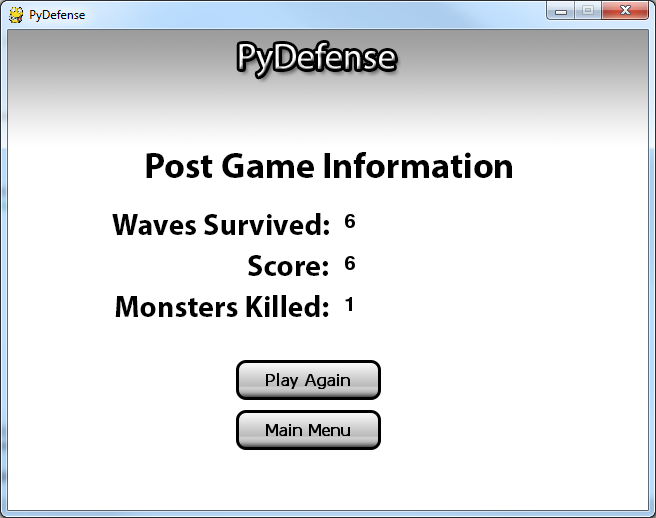 PyDefense
PyDefense
Post Game Information
Waves Survived: 6
Score: 6
Monsters Killed: 1
Play Again
Main Menu